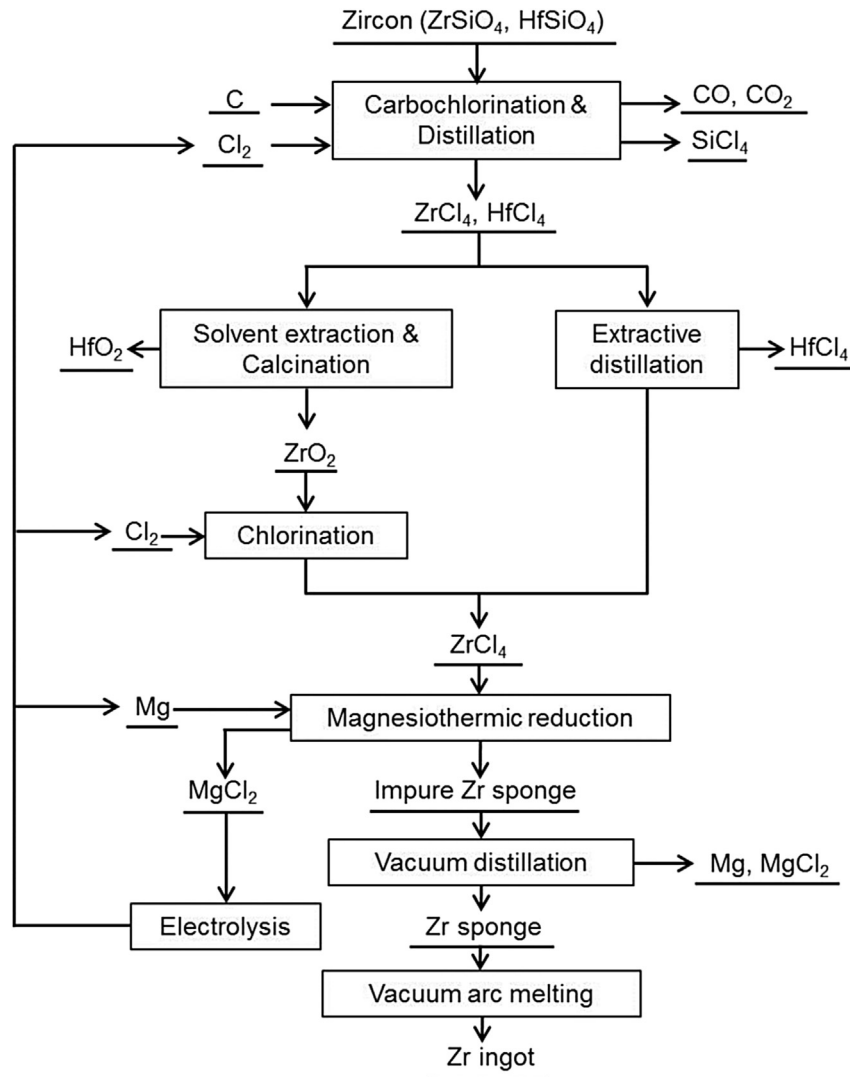 Zircon (ZrSiO₄, HfSiO₄)
C
Carbochlorination &
Distillation
CO, CO₂
Cl₂
SiCl₄
ZrCl₄, HfCl₄
HfO₂
Solvent extraction &
Calcination
Extractive
distillation
HfCl₄
ZrO₂
Cl₂
Chlorination
ZrCl₄
Mg
Magnesiothermic reduction
MgCl₂
Impure Zr sponge
Vacuum distillation
Mg, MgCl₂
Electrolysis
Zr sponge
Vacuum arc melting
Zr ingot